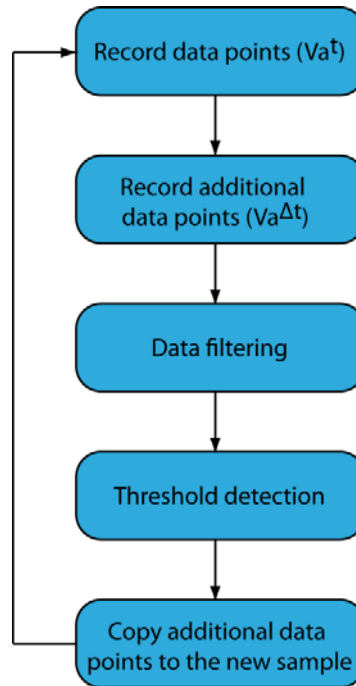 Record data points (Va^t)
Record additional
data points (Va^Δt)
Data filtering
Threshold detection
Copy additional data
points to the new sample